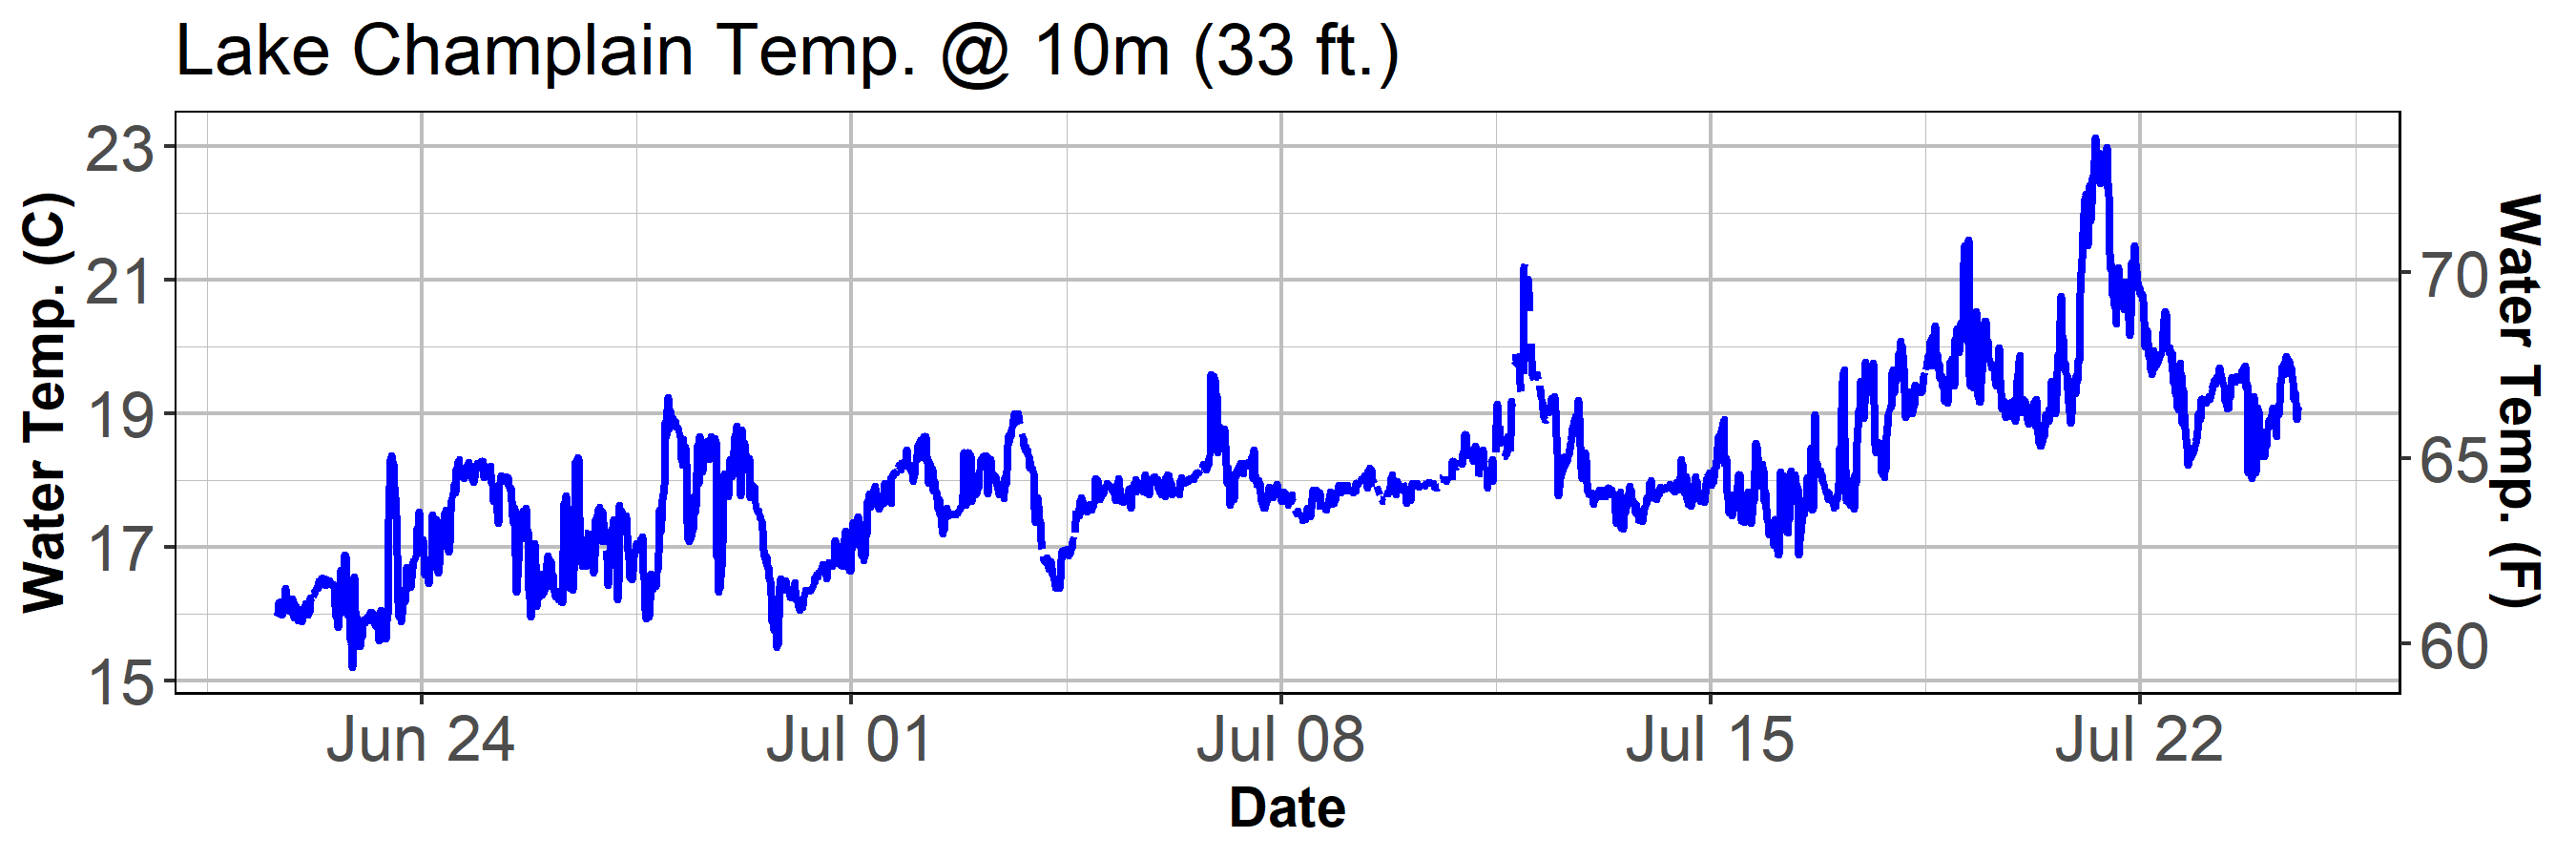 Lake Champlain Temp. @ 10m (33 ft.)
Water Temp. (C)
23
21
19
17
15
70
65
60
Water Temp. (F)
Jun 24
Jul 01
Jul 08
Jul 15
Jul 22
Date